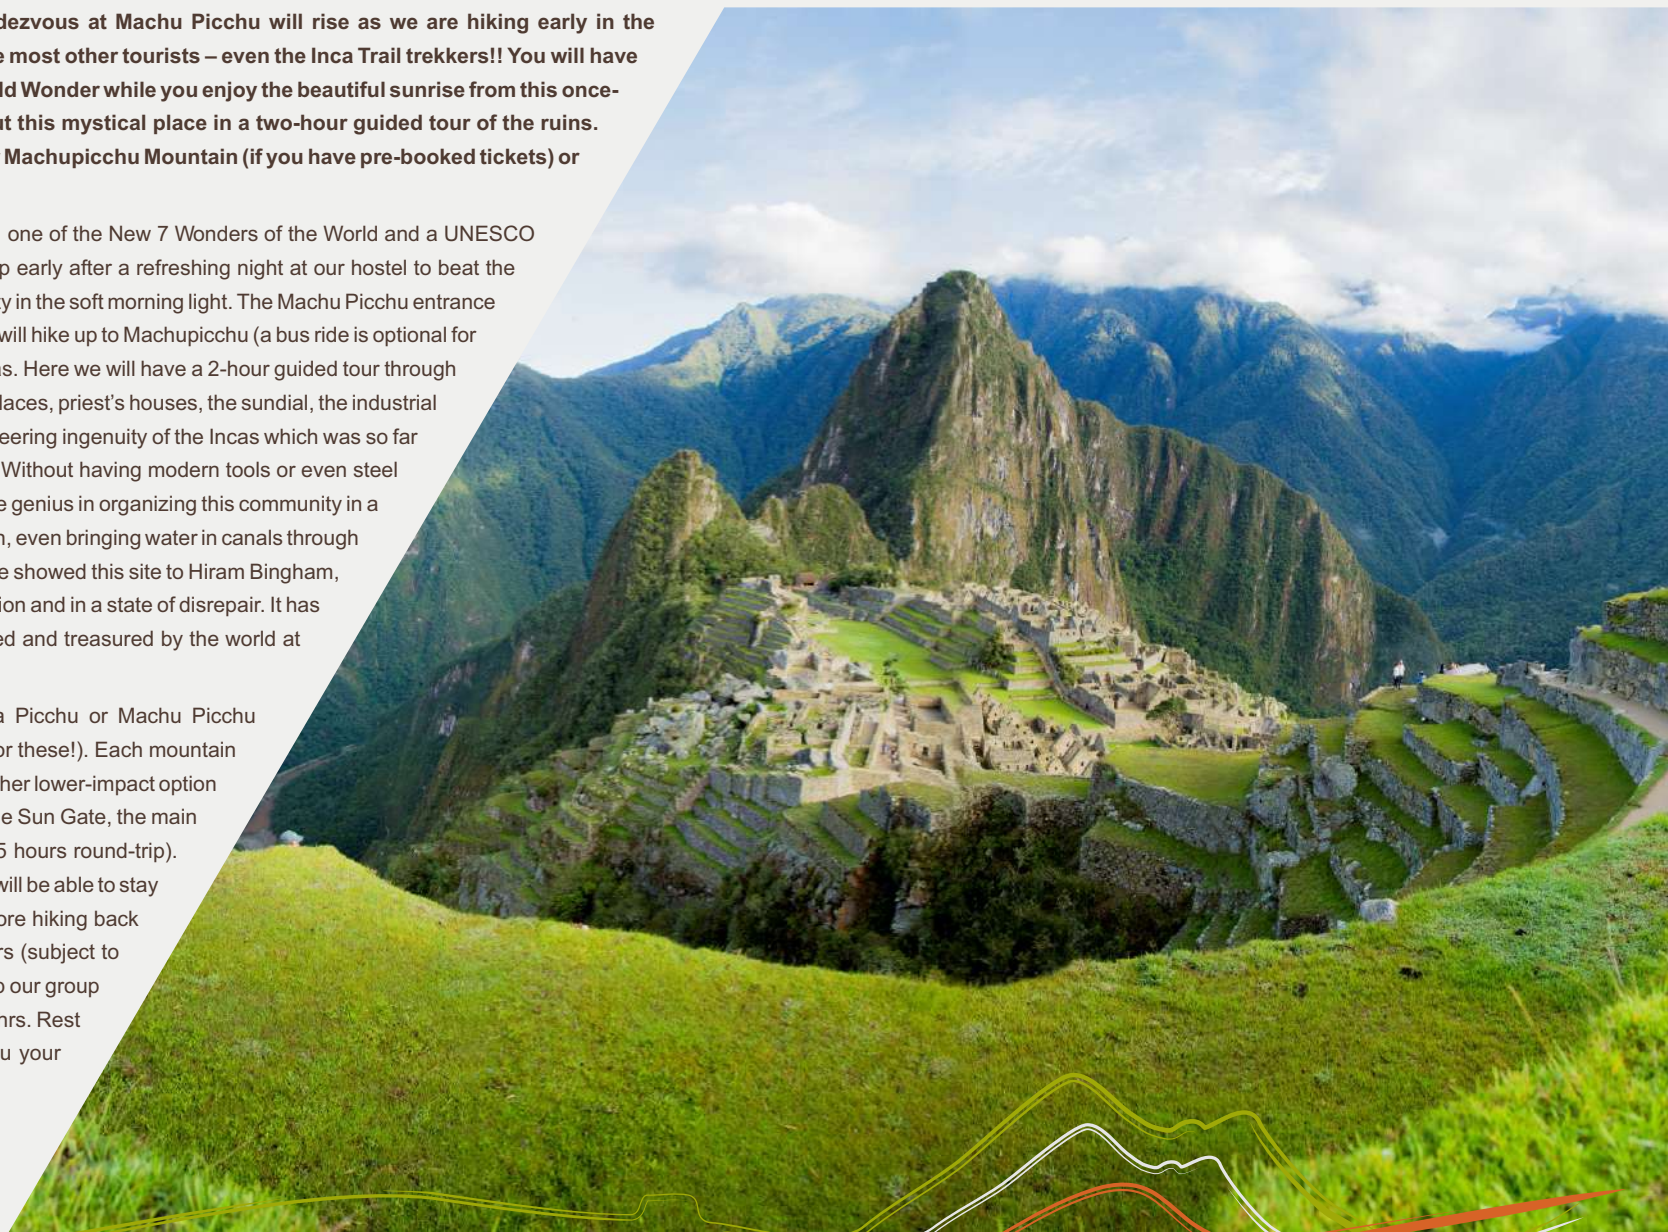 dezvous at Machu Picchu will rise as we are hiking early in the
e most other tourists – even the Inca Trail trekkers!! You will have
ld Wonder while you enjoy the beautiful sunrise from this once-
ut this mystical place in a two-hour guided tour of the ruins.
Machupicchu Mountain (if you have pre-booked tickets) or
one of the New 7 Wonders of the World and a UNESCO
p early after a refreshing night at our hostel to beat the
ty in the soft morning light. The Machu Picchu entrance
will hike up to Machupicchu (a bus ride is optional for
as. Here we will have a 2-hour guided tour through
laces, priest's houses, the sundial, the industrial
eering ingenuity of the Incas which was so far
Without having modern tools or even steel
e genius in organizing this community in a
n, even bringing water in canals through
e showed this site to Hiram Bingham,
ion and in a state of disrepair. It has
ed and treasured by the world at
a Picchu or Machu Picchu
or these!). Each mountain
her lower-impact option
e Sun Gate, the main
5 hours round-trip).
will be able to stay
ore hiking back
rs (subject to
o our group
hrs. Rest
u your